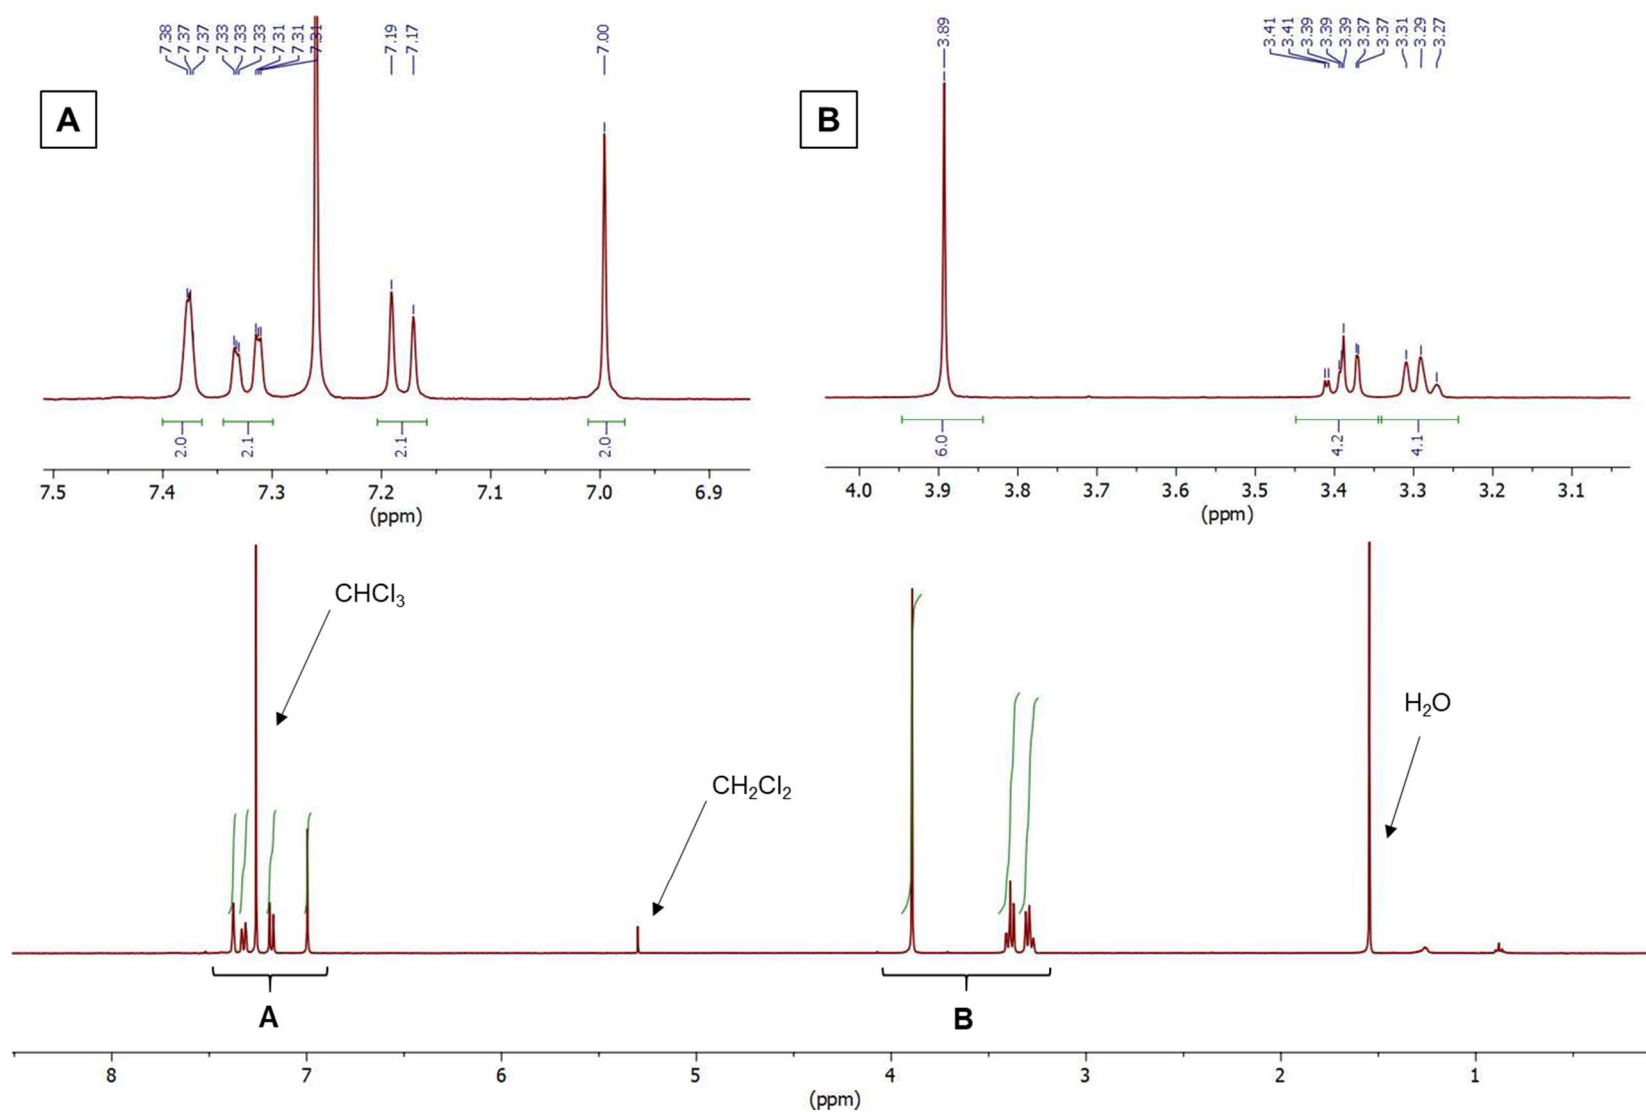 7.38 7.37 7.37 7.33 7.33 7.33 7.31 7.31 7.31 7.19 7.17 7.00
A
2.0 2.1 2.1 2.0
7.5 7.4 7.3 7.2 7.1 7.0 6.9
(ppm)
3.89 3.41 3.41 3.39 3.39 3.39 3.37 3.37 3.31 3.29 3.27
B
6.0 4.2 4.1
4.0 3.9 3.8 3.7 3.6 3.5 3.4 3.3 3.2 3.1
(ppm)
CHCl₃
CH₂Cl₂
H₂O
A
B
8 7 6 5 4 3 2 1
(ppm)